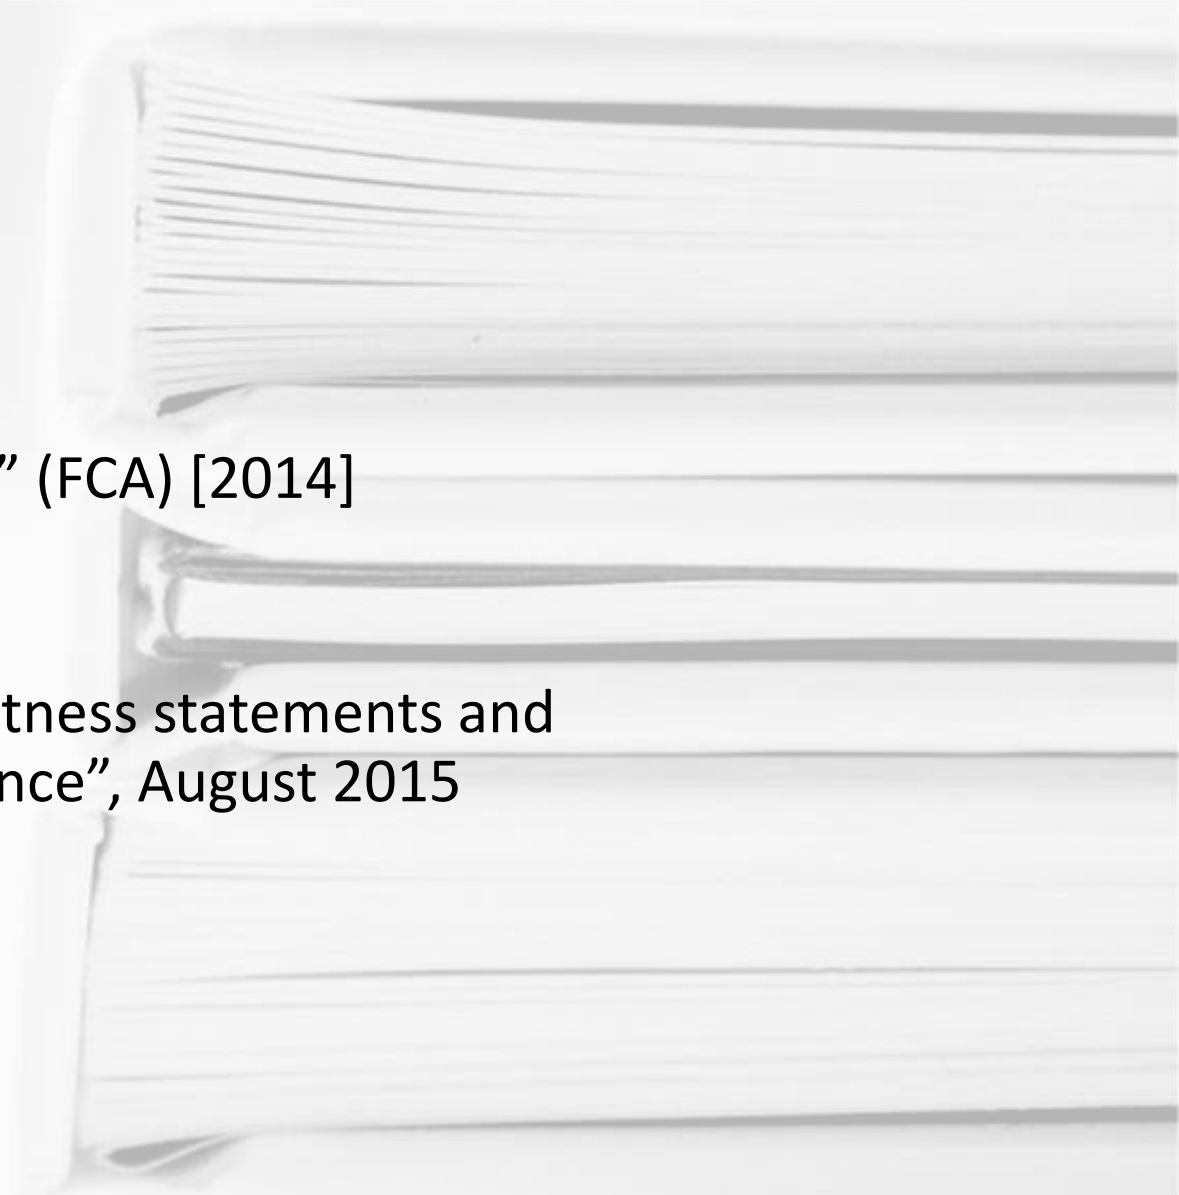 ” (FCA) [2014]
tness statements and
nce”, August 2015